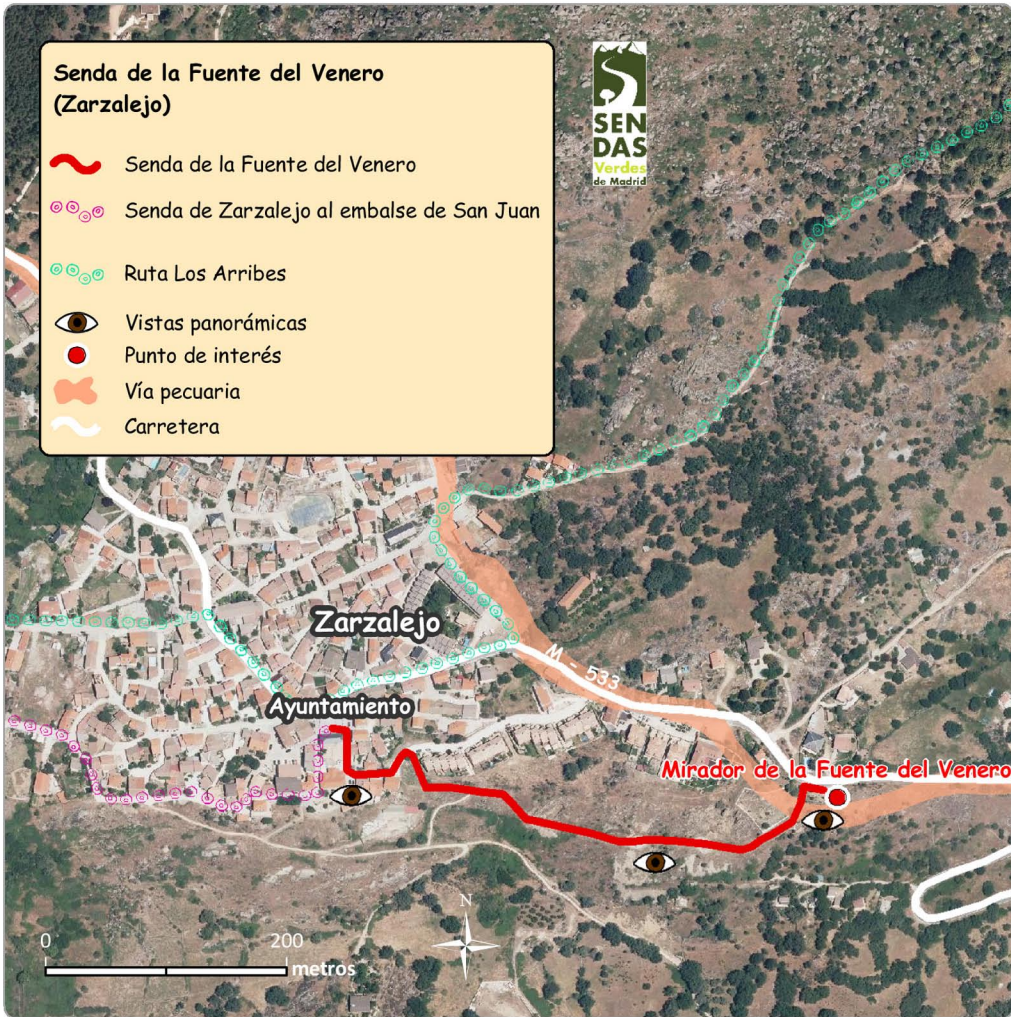 Senda de la Fuente del Venero
(Zarzalejo)
Senda de la Fuente del Venero
Senda de Zarzalejo al embalse de San Juan
Ruta Los Arribes
Vistas panorámicas
Punto de interés
Vía pecuaria
Carretera
SEN
DAS
Verdes
de Madrid
Zarzalejo
M - 533
Ayuntamiento
Mirador de la Fuente del Venero
N
0 200
metros